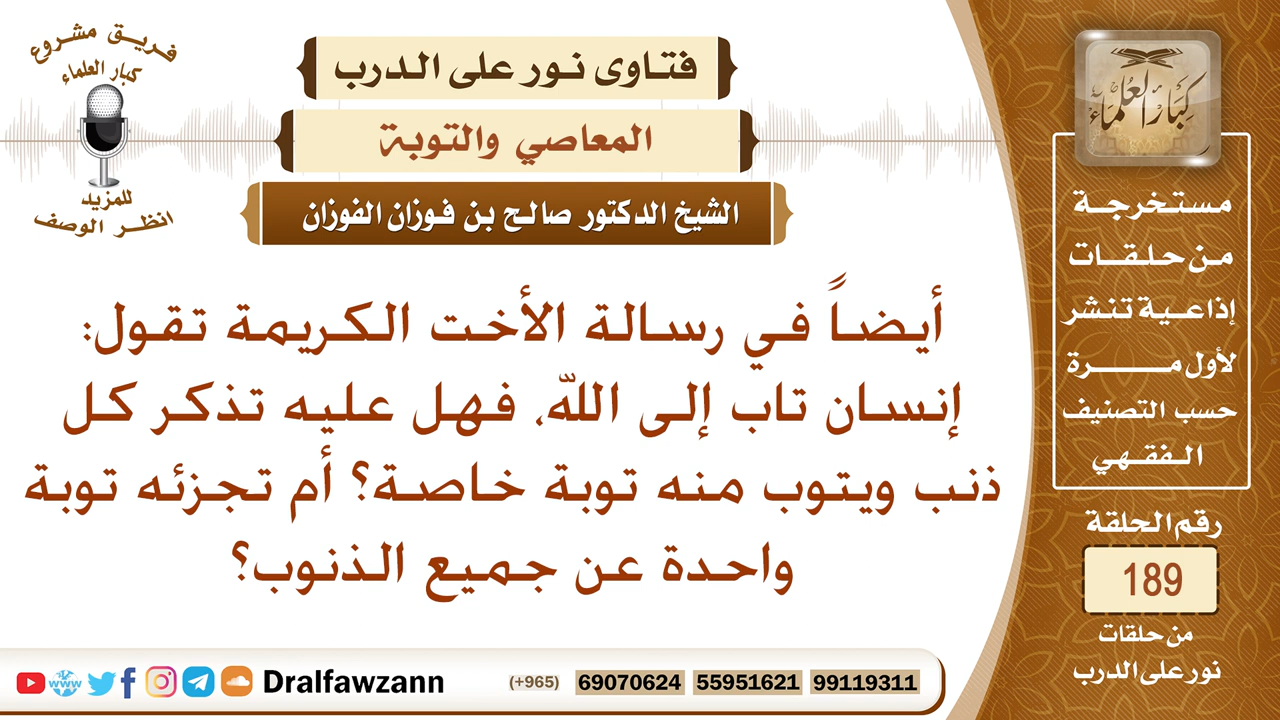 فريق مشروع
كبار العلماء
للمزيد
انظر الوصف
فتاوى نور على الدرب
المعاصي والتوبة
الشيخ الدكتور صالح بن فوزان الفوزان
أيضاً في رسالة الأخت الكريمة تقول:
إنسان تاب إلى الله، فهل عليه تذكر كل
ذنب ويتوب منه توبة خاصة؟ أم تجزئه توبة
واحدة عن جميع الذنوب؟
كبار العلماء
مستخرجة
من حلقات
إذاعية تنشر
لأول مرة
حسب التصنيف
الفقهي
رقم الحلقة
189
من حلقات
نور على الدرب
www Dralfawzann (+965) 69070624 55951621 99119311